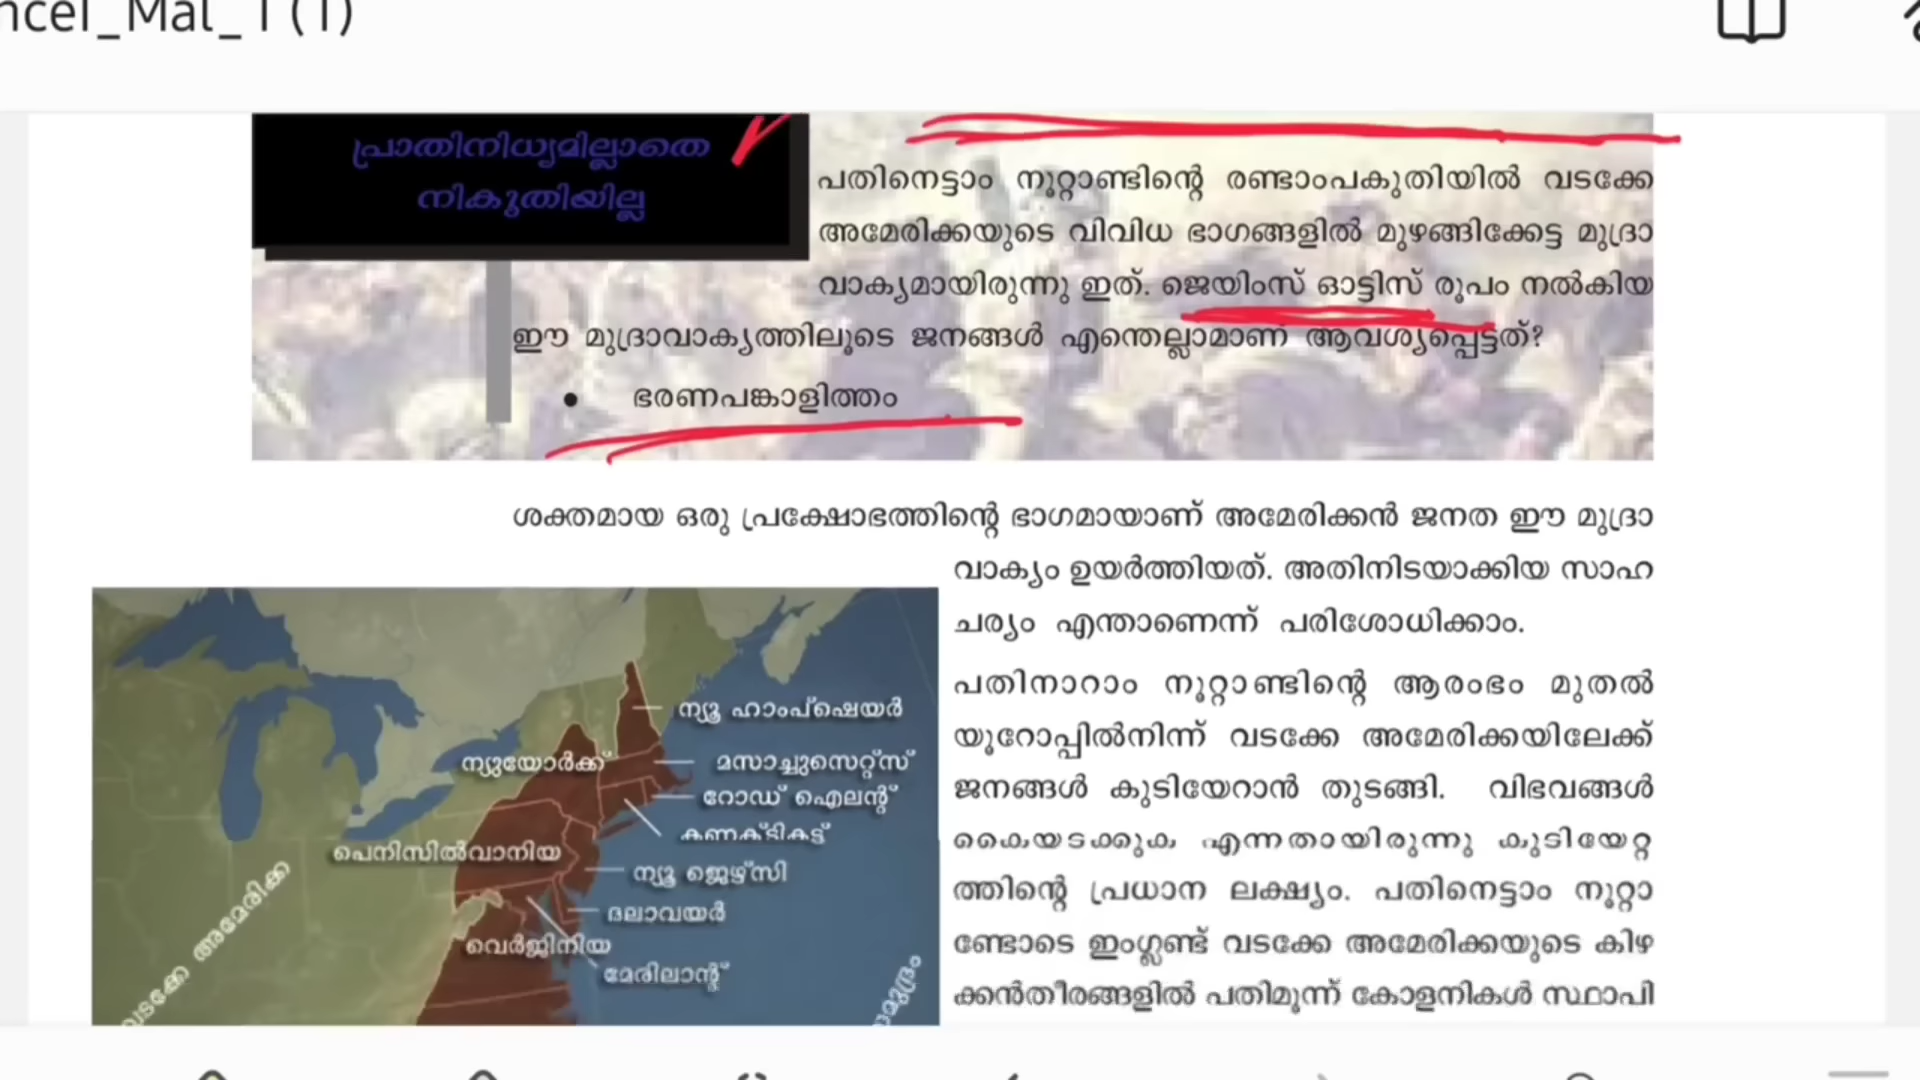 പ്രാതിനിധ്യമില്ലാതെ
നികുതിയില്ല
പതിനെട്ടാം നൂറ്റാണ്ടിന്റെ രണ്ടാംപകുതിയിൽ വടക്കേ
അമേരിക്കയുടെ വിവിധ ഭാഗങ്ങളിൽ മുഴങ്ങിക്കേട്ട മുദ്രാ
വാക്യമായിരുന്നു ഇത്. ജെയിംസ് ഓട്ടിസ് രൂപം നൽകിയ
ഈ മുദ്രാവാക്യത്തിലൂടെ ജനങ്ങൾ എന്തെല്ലാമാണ് ആവശ്യപ്പെട്ടത്?
• ഭരണപങ്കാളിത്തം
ശക്തമായ ഒരു പ്രക്ഷോഭത്തിന്റെ ഭാഗമായാണ് അമേരിക്കൻ ജനത ഈ മുദ്രാ
വാക്യം ഉയർത്തിയത്. അതിനിടയാക്കിയ സാഹ
ചര്യം എന്താണെന്ന് പരിശോധിക്കാം.
പതിനാറാം നൂറ്റാണ്ടിന്റെ ആരംഭം മുതൽ
യൂറോപ്പിൽനിന്ന് വടക്കേ അമേരിക്കയിലേക്ക്
ജനങ്ങൾ കുടിയേറാൻ തുടങ്ങി. വിഭവങ്ങൾ
കൈയടക്കുക എന്നതായിരുന്നു കുടിയേറ്റ
ത്തിന്റെ പ്രധാന ലക്ഷ്യം. പതിനെട്ടാം നൂറ്റാ
ണ്ടോടെ ഇംഗ്ലണ്ട് വടക്കേ അമേരിക്കയുടെ കിഴ
ക്കൻതീരങ്ങളിൽ പതിമൂന്ന് കോളനികൾ സ്ഥാപി
ന്യൂ ഹാംപ്ഷെയർ
ന്യുയോർക്ക്
മസാച്ചുസെറ്റ്സ്
റോഡ് ഐലന്റ്
കണക്ടികട്ട്
പെനിസിൽവാനിയ
ന്യൂ ജെഴ്സി
ദലാവയർ
വെർജിനിയ
മേരിലാന്റ്
വടക്കേ അമേരിക്ക